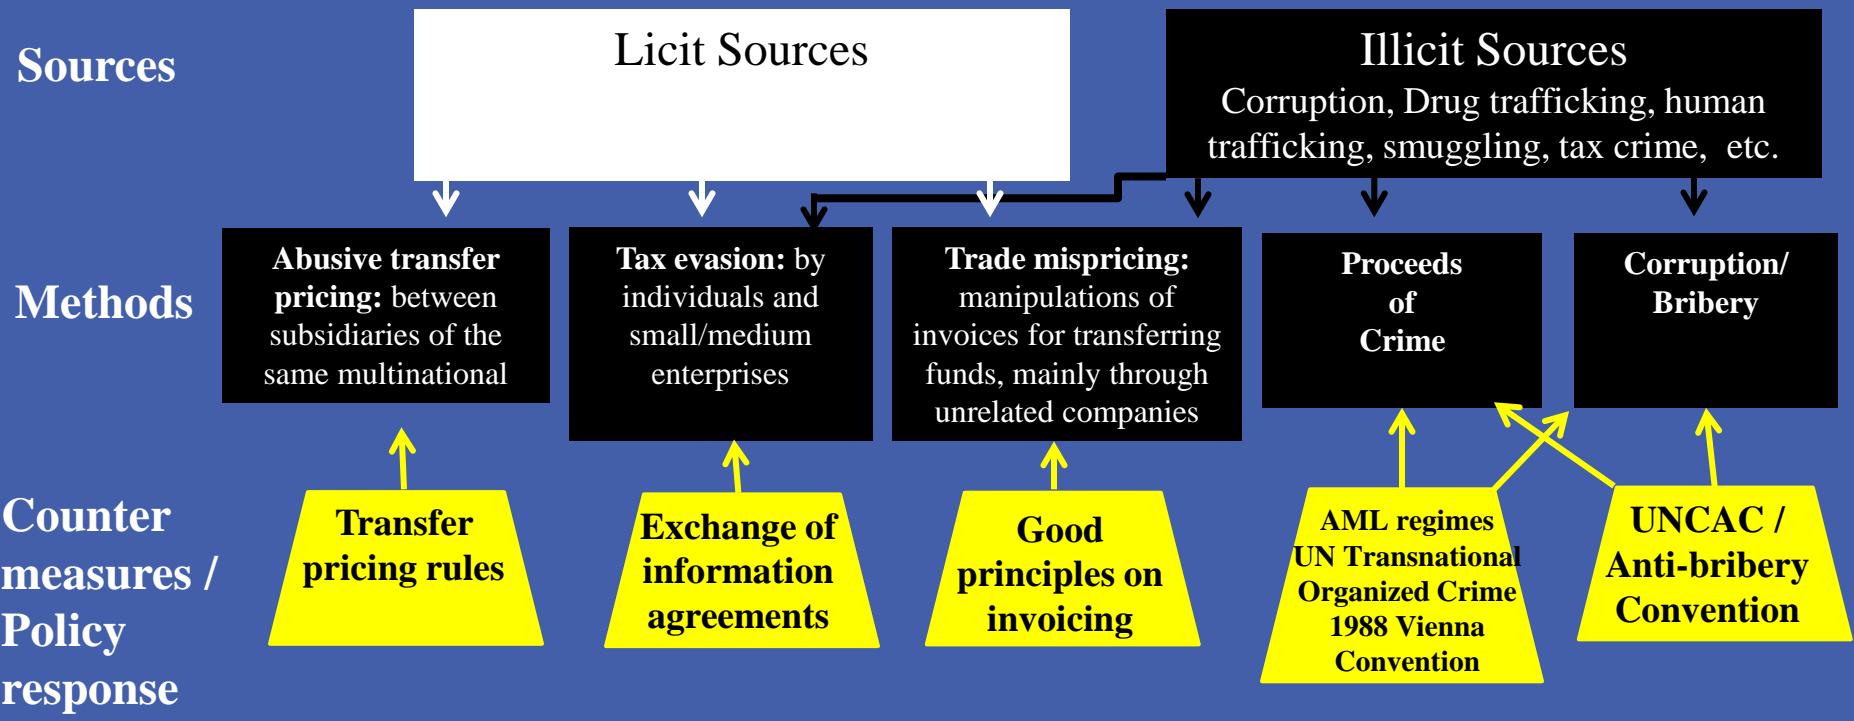 Sources
Licit Sources
Illicit Sources
Corruption, Drug trafficking, human
trafficking, smuggling, tax crime, etc.
Methods
Abusive transfer
pricing: between
subsidiaries of the
same multinational
Tax evasion: by
individuals and
small/medium
enterprises
Trade mispricing:
manipulations of
invoices for transferring
funds, mainly through
unrelated companies
Proceeds
of
Crime
Corruption/
Bribery
Counter
measures /
Policy
response
Transfer
pricing rules
Exchange of
information
agreements
Good
principles on
invoicing
AML regimes
UN Transnational
Organized Crime
1988 Vienna
Convention
UNCAC /
Anti-bribery
Convention